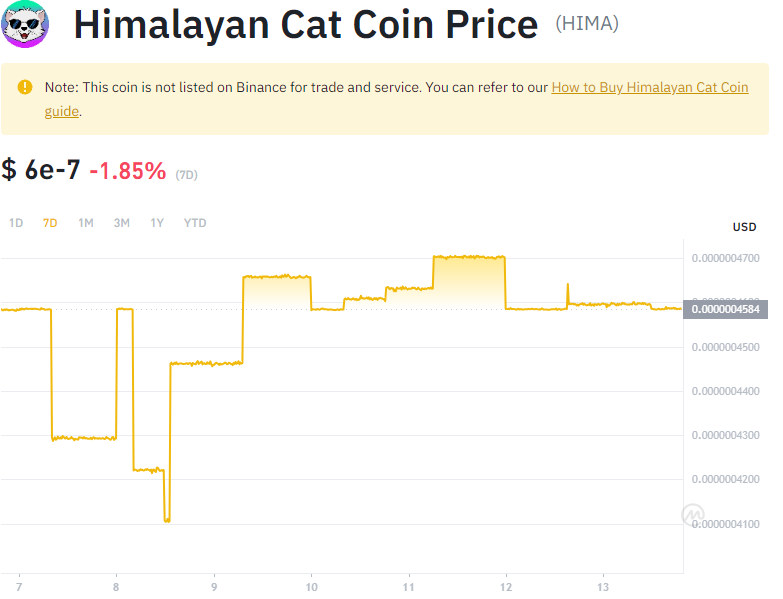 Himalayan Cat Coin Price (HIMA)
Note: This coin is not listed on Binance for trade and service. You can refer to our How to Buy Himalayan Cat Coin
guide.
$ 6e-7 -1.85% (7D)
1D 7D 1M 3M 1Y YTD
USD
0.0000004700
0.0000004584
0.0000004500
0.0000004400
0.0000004300
0.0000004200
0.0000004100
7 8 9 10 11 12 13